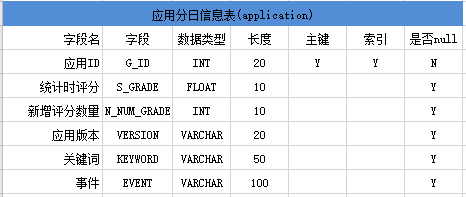 应用分日信息表(application)
字段名 字段 数据类型 长度 主键 索引 是否null
应用ID G_ID INT 20 Y Y N
统计时评分 S_GRADE FLOAT 10 Y
新增评分数量 N_NUM_GRADE INT 10 Y
应用版本 VERSION VARCHAR 20 Y
关键词 KEYWORD VARCHAR 50 Y
事件 EVENT VARCHAR 100 Y